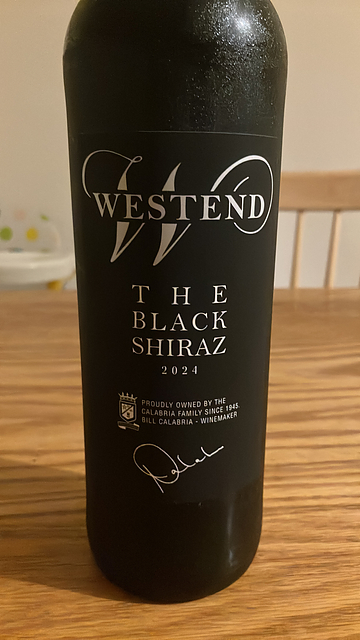 WESTEND
THE
BLACK
SHIRAZ
2024
PROUDLY OWNED BY THE
CALABRIA FAMILY SINCE 1945.
BILL CALABRIA - WINEMAKER